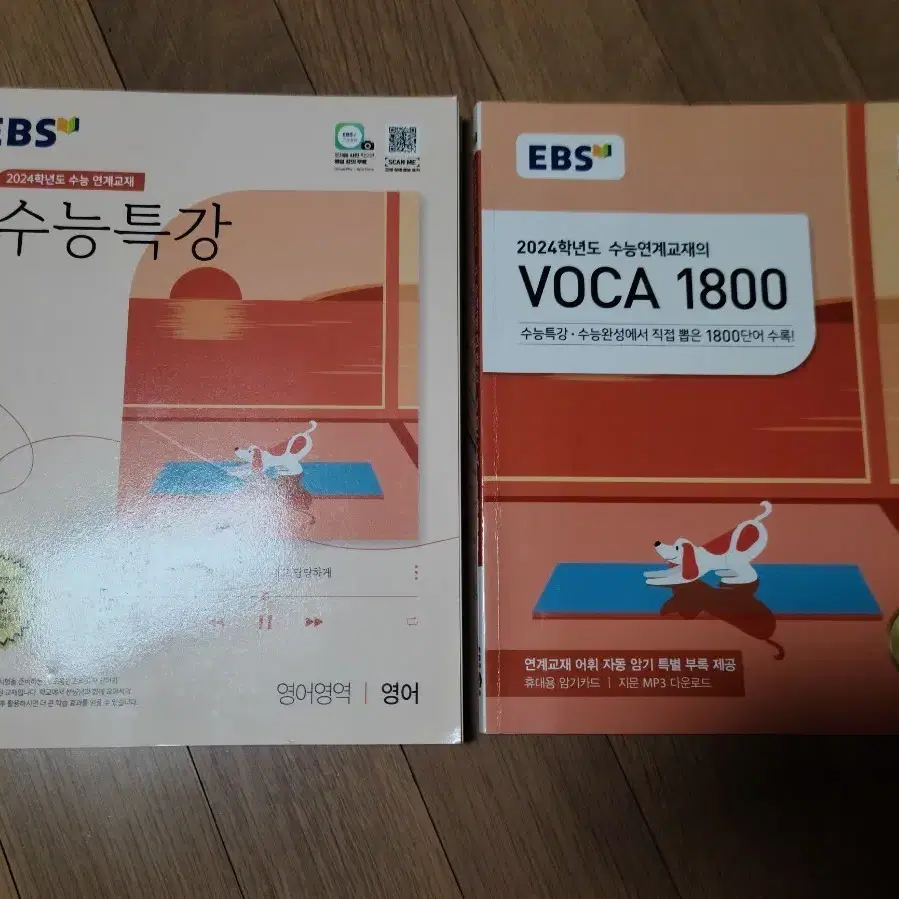 EBS
2024학년도 수능 연계교재
수능특강
EBS
SCAN ME
당당하게
영어영역 | 영어
EBS
2024학년도 수능연계교재의
VOCA 1800
수능특강·수능완성에서 직접 뽑은 1800단어 수록!
연계교재 어휘 자동 암기 특별 부록 제공
휴대용 암기카드 | 지문 MP3 다운로드